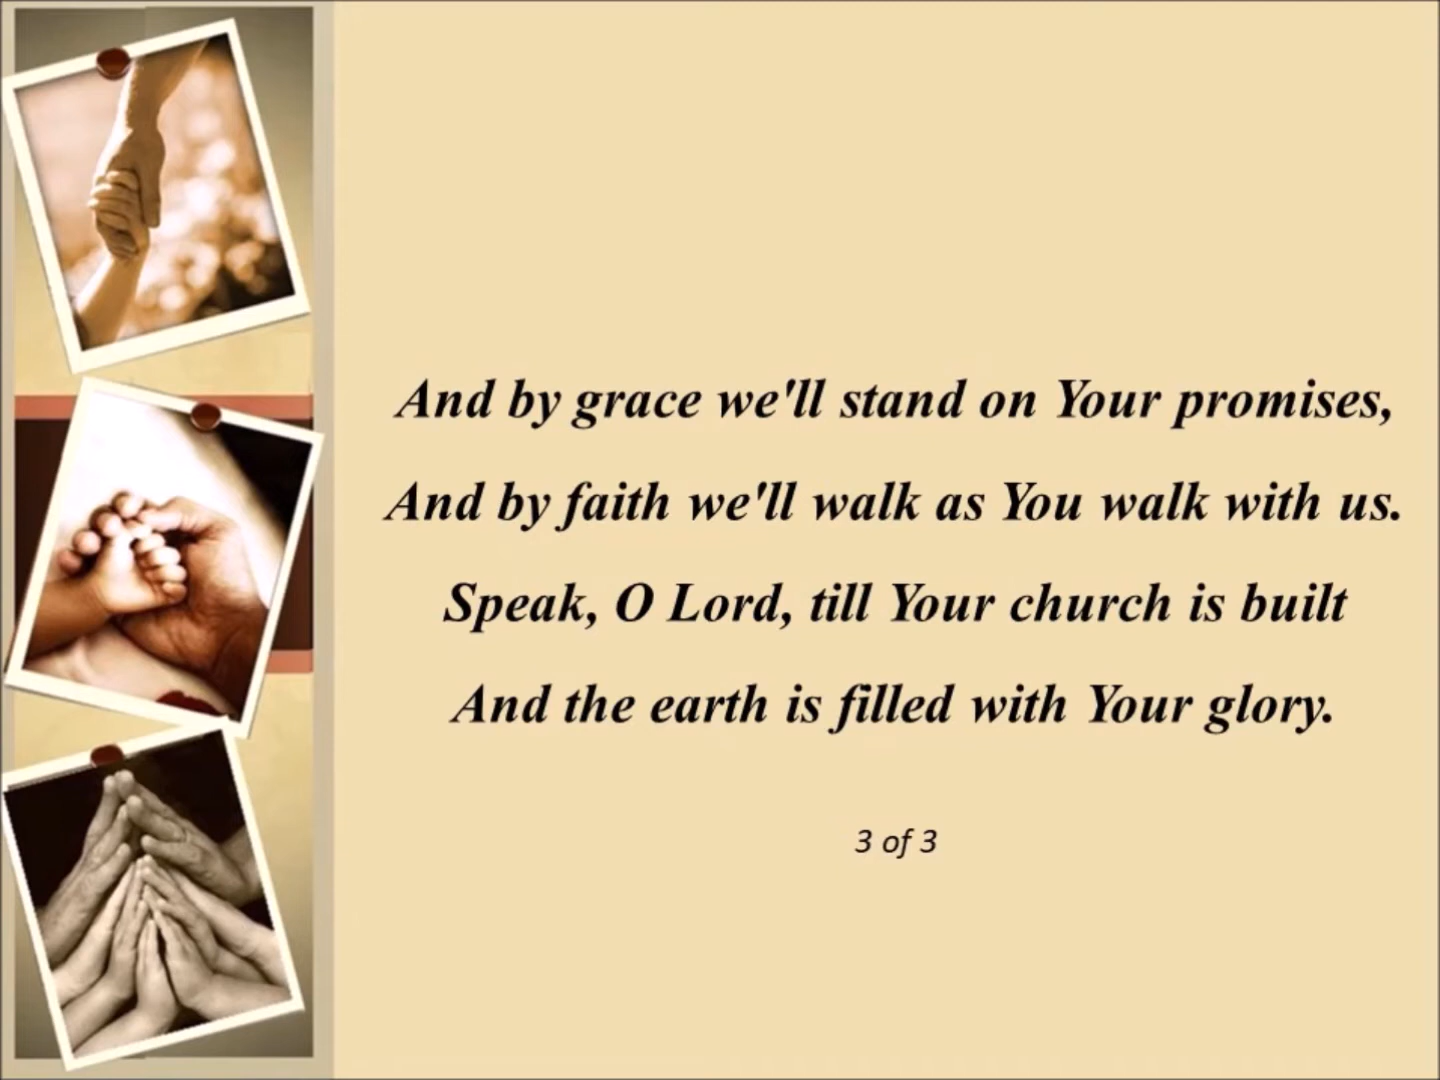 And by grace we'll stand on Your promises,
And by faith we'll walk as You walk with us.
Speak, O Lord, till Your church is built
And the earth is filled with Your glory.
3 of 3